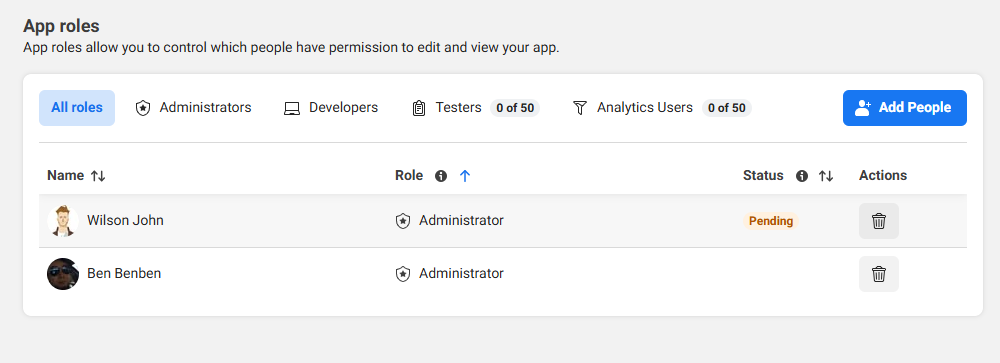 App roles
App roles allow you to control which people have permission to edit and view your app.
All roles Administrators Developers Testers 0 of 50 Analytics Users 0 of 50 Add People
Name Role Status Actions
Wilson John Administrator Pending
Ben Benben Administrator